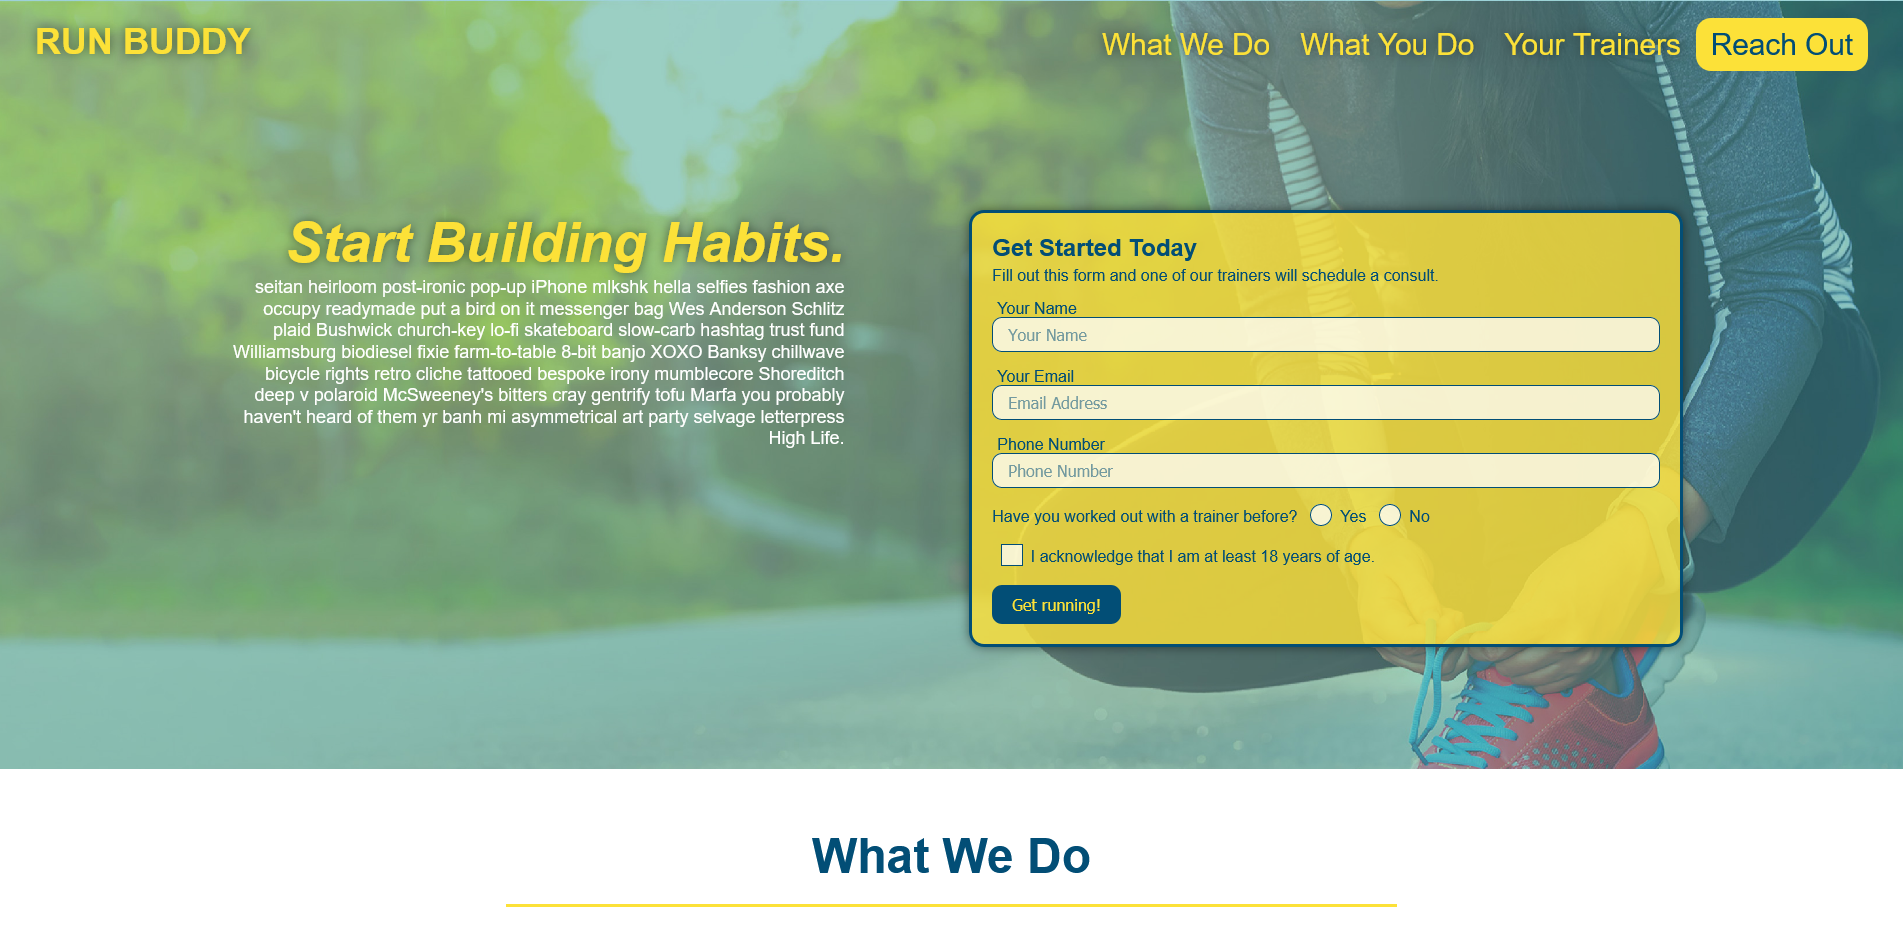 RUN BUDDY
What We Do
What You Do
Your Trainers
Reach Out
Start Building Habits.
seitan heirloom post-ironic pop-up iPhone mlkshk hella selfies fashion axe
occupy readymade put a bird on it messenger bag Wes Anderson Schlitz
plaid Bushwick church-key lo-fi skateboard slow-carb hashtag trust fund
Williamsburg biodiesel fixie farm-to-table 8-bit banjo XOXO Banksy chillwave
bicycle rights retro cliche tattooed bespoke irony mumblecore Shoreditch
deep v polaroid McSweeney's bitters cray gentrify tofu Marfa you probably
haven't heard of them yr banh mi asymmetrical art party selvage letterpress
High Life.
Get Started Today
Fill out this form and one of our trainers will schedule a consult.
Your Name
Your Name
Your Email
Email Address
Phone Number
Phone Number
Have you worked out with a trainer before? Yes No
I acknowledge that I am at least 18 years of age.
Get running!
What We Do